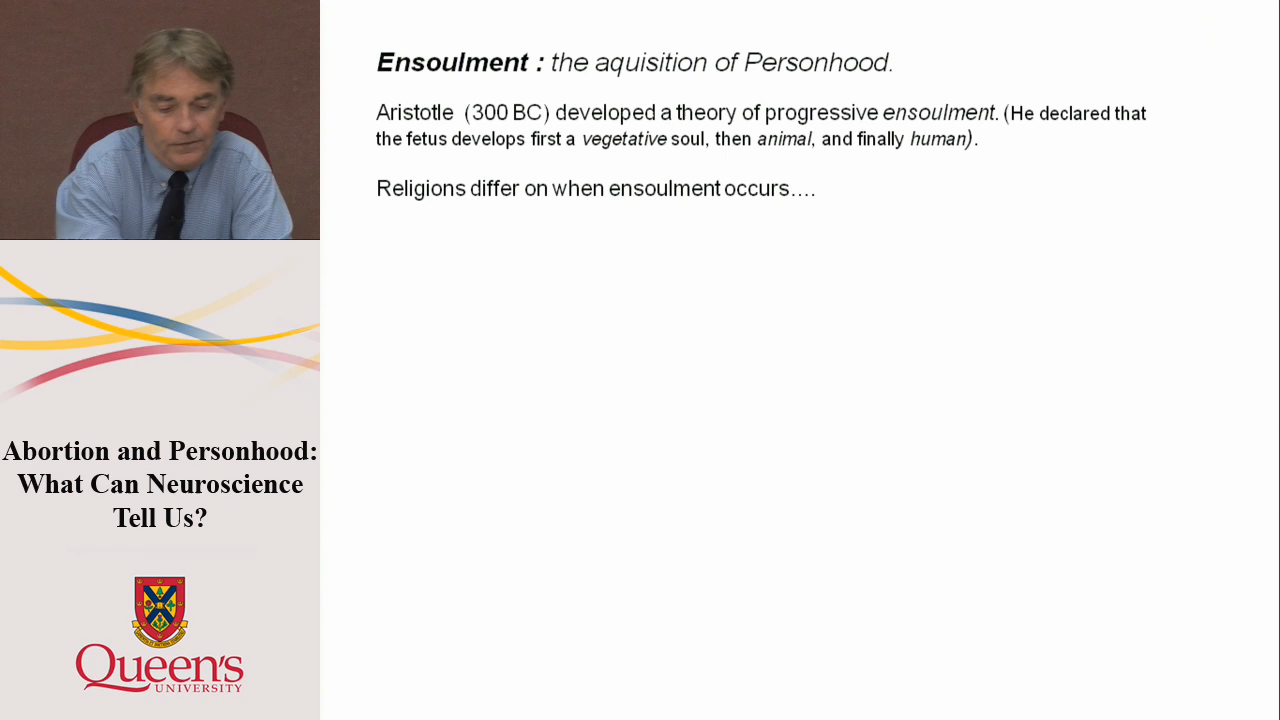 Ensoulment : the aquisition of Personhood.
Aristotle (300 BC) developed a theory of progressive ensoulment. (He declared that
the fetus develops first a vegetative soul, then animal, and finally human).
Religions differ on when ensoulment occurs....
Abortion and Personhood:
What Can Neuroscience
Tell Us?
Queen's
UNIVERSITY